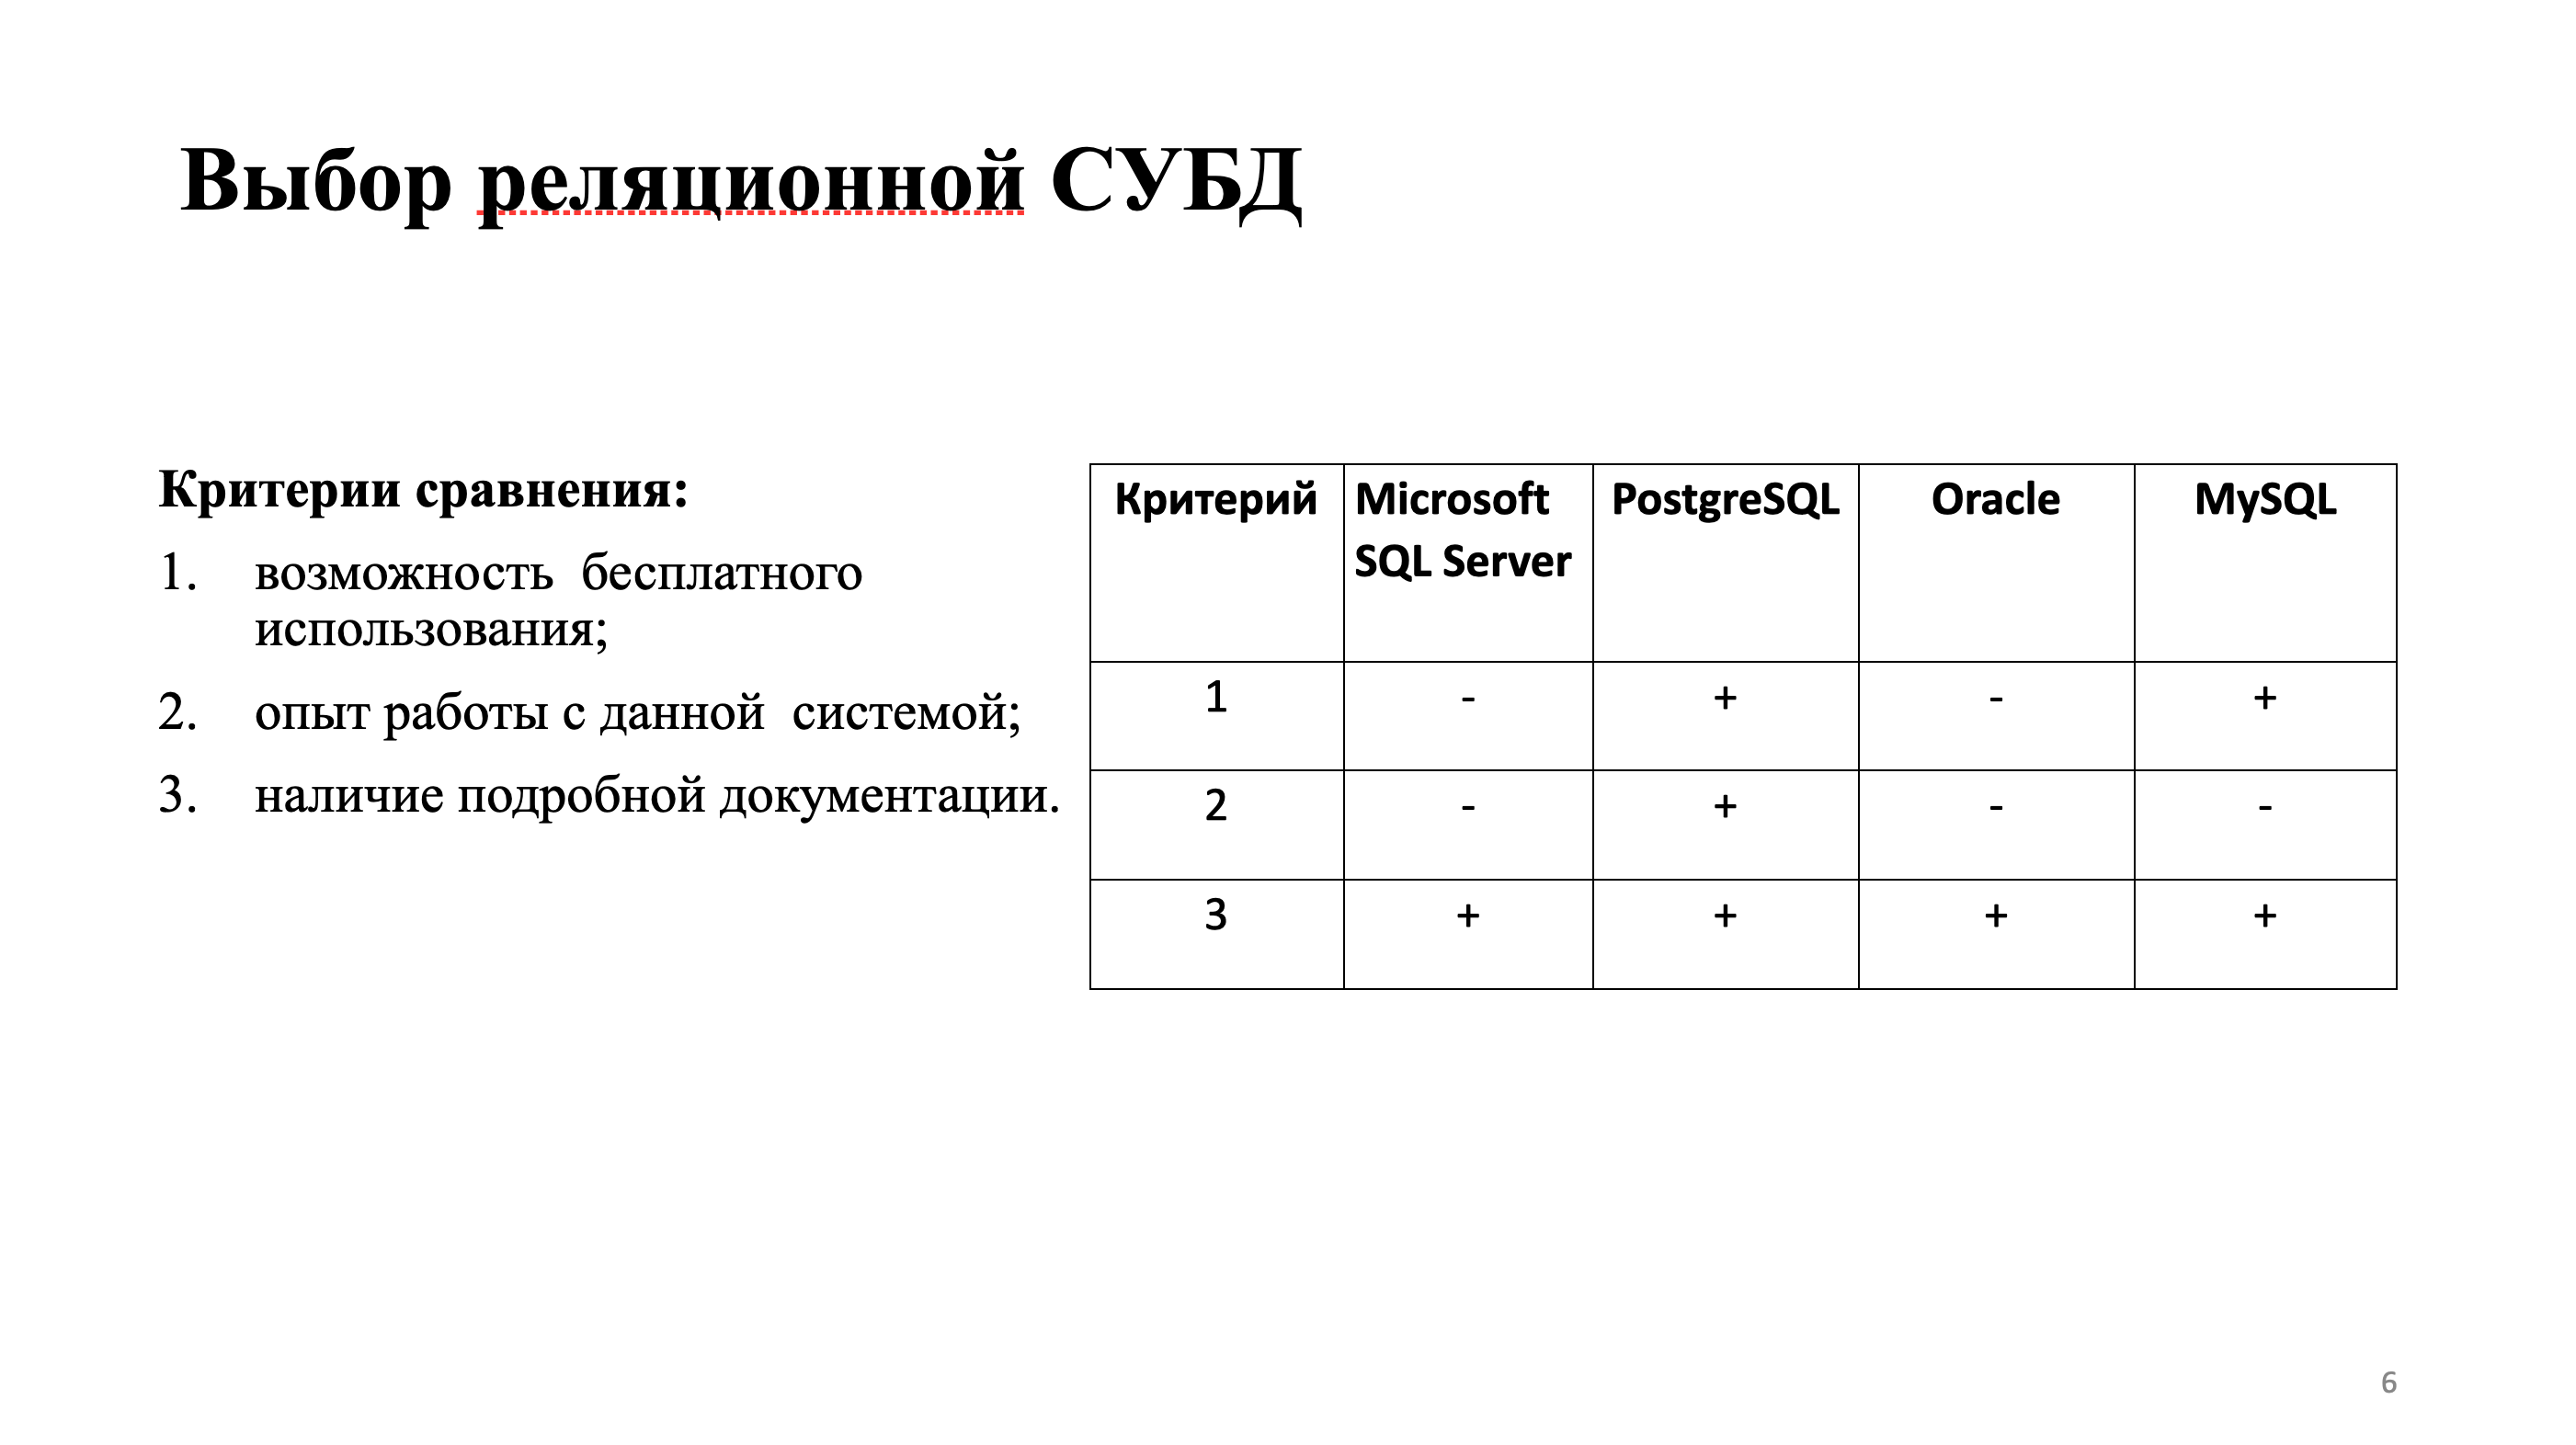 Выбор реляционной СУБД
Критерии сравнения:
1. возможность бесплатного
использования;
2. опыт работы с данной системой;
3. наличие подробной документации.
Критерий Microsoft PostgreSQL Oracle MySQL
SQL Server
1 - + - +
2 - + - -
3 + + + +
6